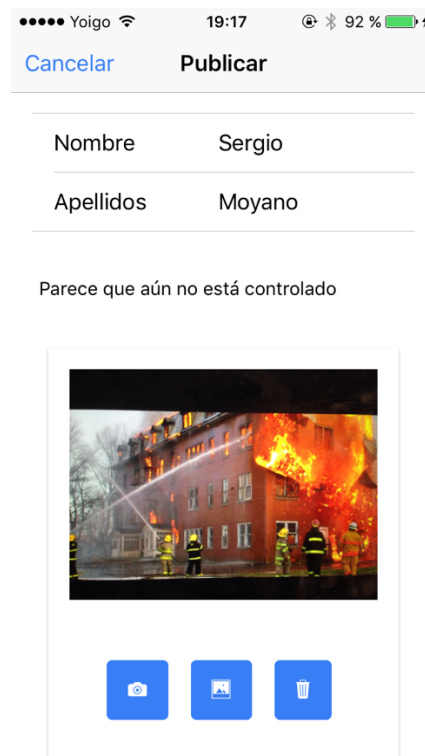 Yoigo 19:17 92 %
Cancelar Publicar
Nombre Sergio
Apellidos Moyano
Parece que aún no está controlado